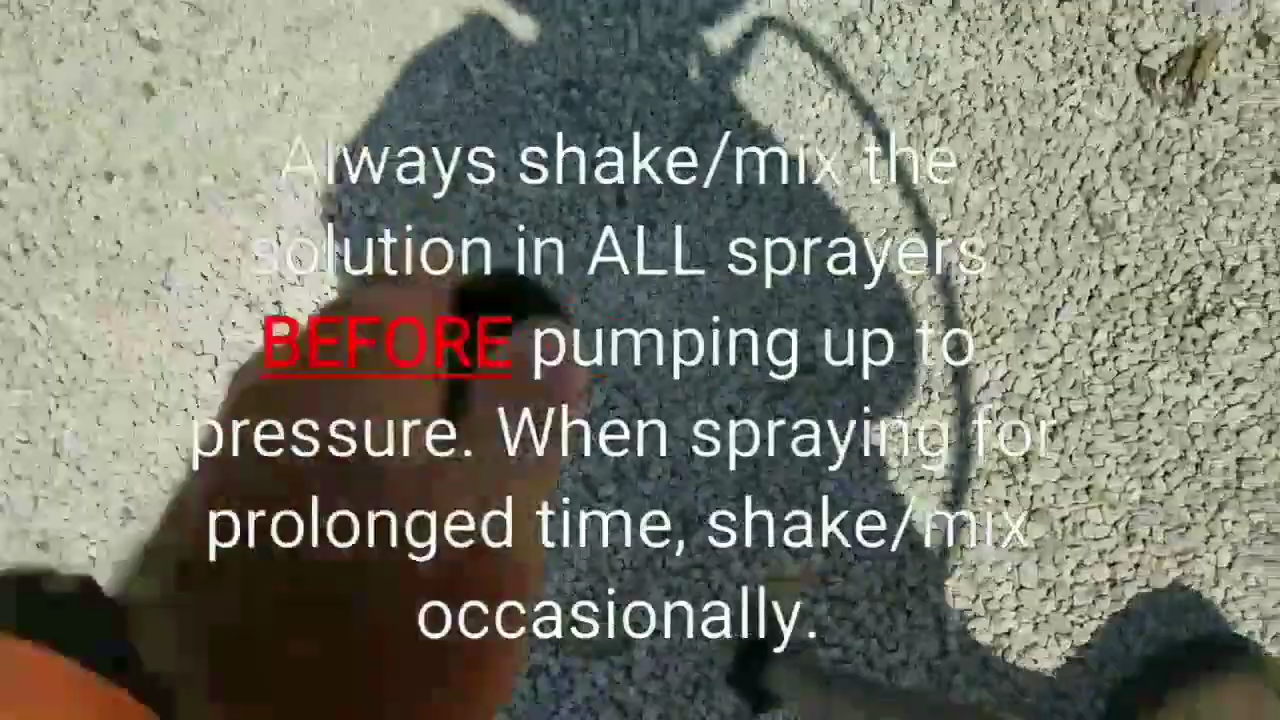 Always shake/mix the
solution in ALL sprayers
BEFORE pumping up to
pressure. When spraying for
prolonged time, shake/mix
occasionally.